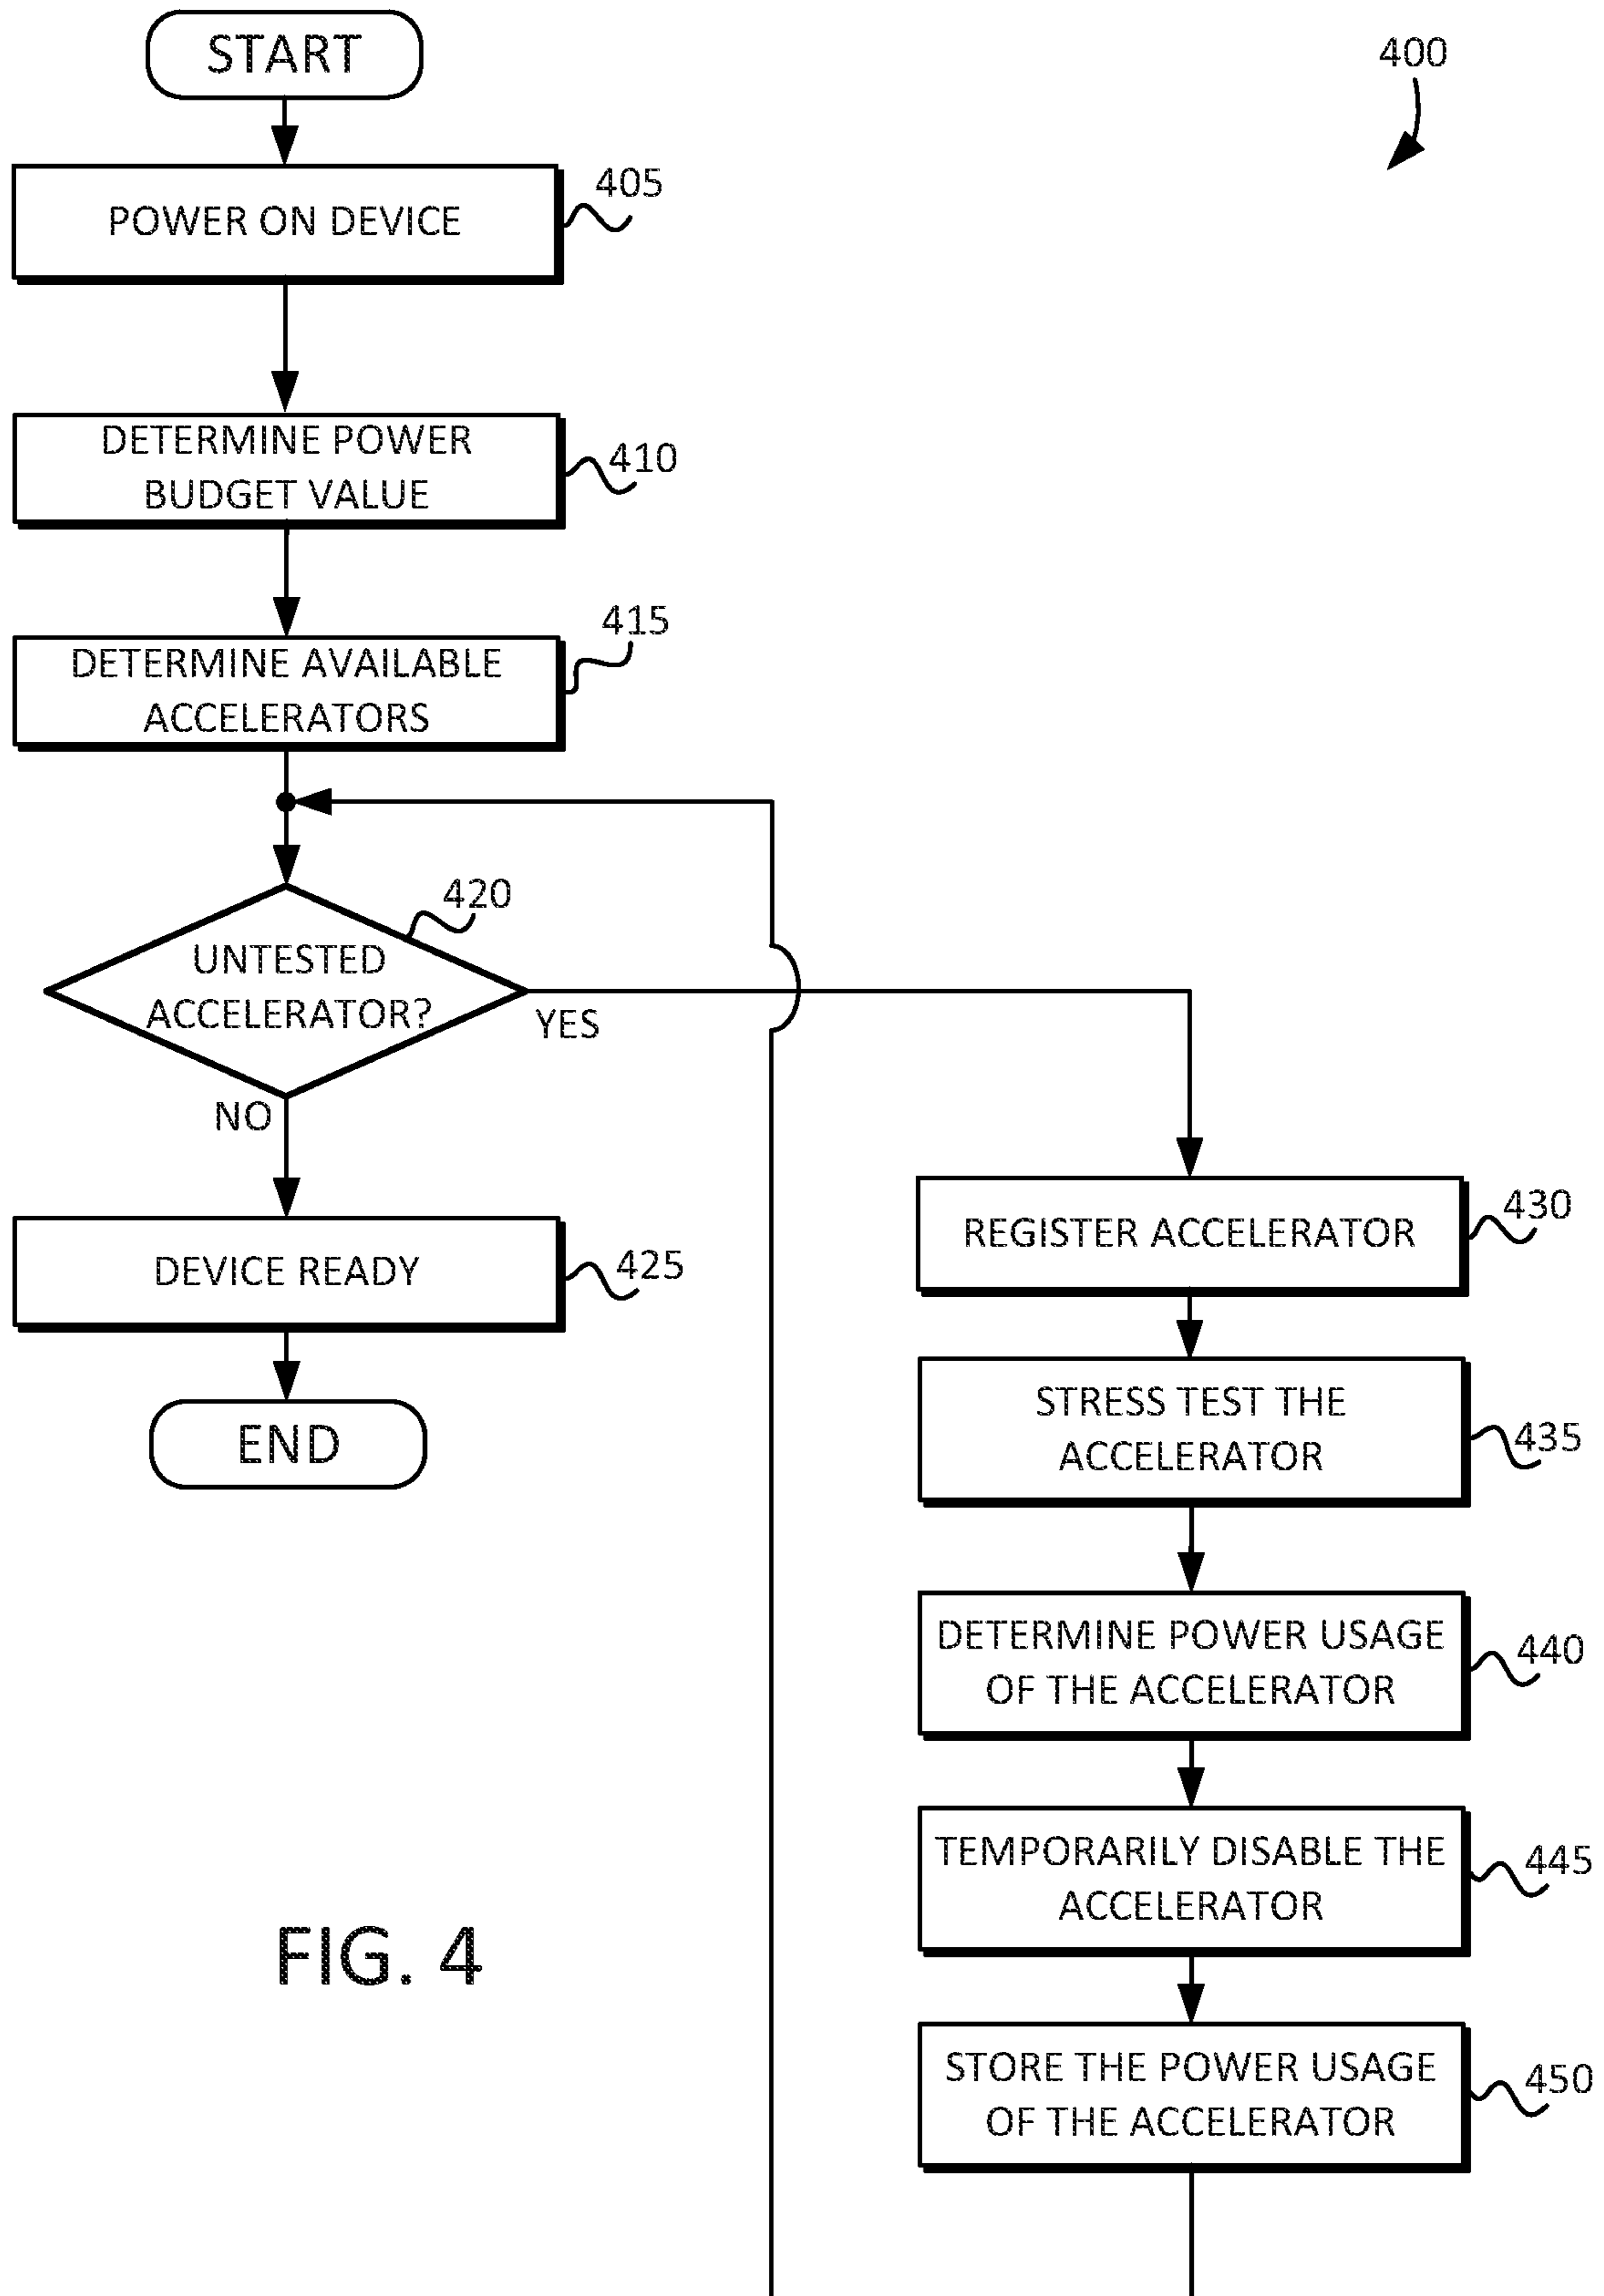 START
400
POWER ON DEVICE
405
DETERMINE POWER
BUDGET VALUE
410
DETERMINE AVAILABLE
ACCELERATORS
415
UNTESTED
ACCELERATOR?
420
YES
NO
DEVICE READY
425
END
REGISTER ACCELERATOR
430
STRESS TEST THE
ACCELERATOR
435
DETERMINE POWER USAGE
OF THE ACCELERATOR
440
TEMPORARILY DISABLE THE
ACCELERATOR
445
STORE THE POWER USAGE
OF THE ACCELERATOR
450
FIG. 4